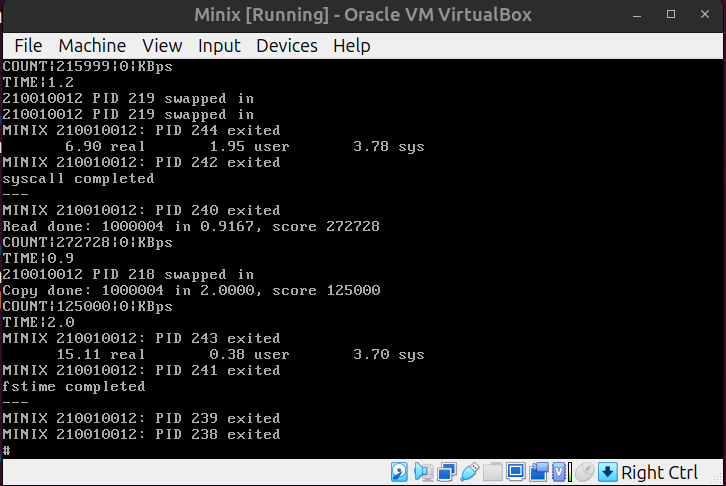 Minix [Running] - Oracle VM VirtualBox
File Machine View Input Devices Help
COUNT|215999|0|KBps
TIME|1.2
210010012 PID 219 swapped in
210010012 PID 219 swapped in
MINIX 210010012: PID 244 exited
6.90 real 1.95 user 3.78 sys
MINIX 210010012: PID 242 exited
syscall completed
---
MINIX 210010012: PID 240 exited
Read done: 1000004 in 0.9167, score 272728
COUNT|272728|0|KBps
TIME|0.9
210010012 PID 218 swapped in
Copy done: 1000004 in 2.0000, score 125000
COUNT|125000|0|KBps
TIME|2.0
MINIX 210010012: PID 243 exited
15.11 real 0.38 user 3.70 sys
MINIX 210010012: PID 241 exited
fstime completed
---
MINIX 210010012: PID 239 exited
MINIX 210010012: PID 238 exited
#
Right Ctrl